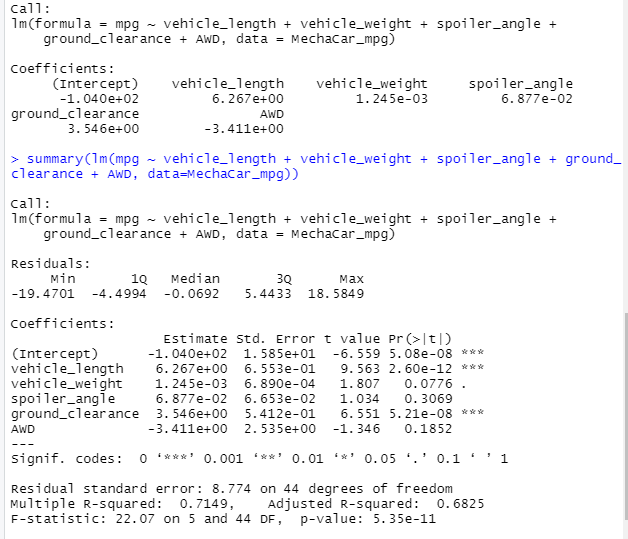 Call:
lm(formula = mpg ~ vehicle_length + vehicle_weight + spoiler_angle +
    ground_clearance + AWD, data = MechaCar_mpg)

Coefficients:
     (Intercept)    vehicle_length    vehicle_weight     spoiler_angle
      -1.040e+02         6.267e+00         1.245e-03         6.877e-02
ground_clearance               AWD
       3.546e+00        -3.411e+00

> summary(lm(mpg ~ vehicle_length + vehicle_weight + spoiler_angle + ground_
clearance + AWD, data=MechaCar_mpg))

Call:
lm(formula = mpg ~ vehicle_length + vehicle_weight + spoiler_angle +
    ground_clearance + AWD, data = MechaCar_mpg)

Residuals:
     Min       1Q   Median       3Q      Max
-19.4701  -4.4994  -0.0692   5.4433  18.5849

Coefficients:
                   Estimate Std. Error t value Pr(>|t|)
(Intercept)      -1.040e+02  1.585e+01  -6.559 5.08e-08 ***
vehicle_length    6.267e+00  6.553e-01   9.563 2.60e-12 ***
vehicle_weight    1.245e-03  6.890e-04   1.807   0.0776 .
spoiler_angle     6.877e-02  6.653e-02   1.034   0.3069
ground_clearance  3.546e+00  5.412e-01   6.551 5.21e-08 ***
AWD              -3.411e+00  2.535e+00  -1.346   0.1852
---
Signif. codes:  0 ‘***’ 0.001 ‘**’ 0.01 ‘*’ 0.05 ‘.’ 0.1 ‘ ’ 1

Residual standard error: 8.774 on 44 degrees of freedom
Multiple R-squared:  0.7149,    Adjusted R-squared:  0.6825
F-statistic: 22.07 on 5 and 44 DF,  p-value: 5.35e-11